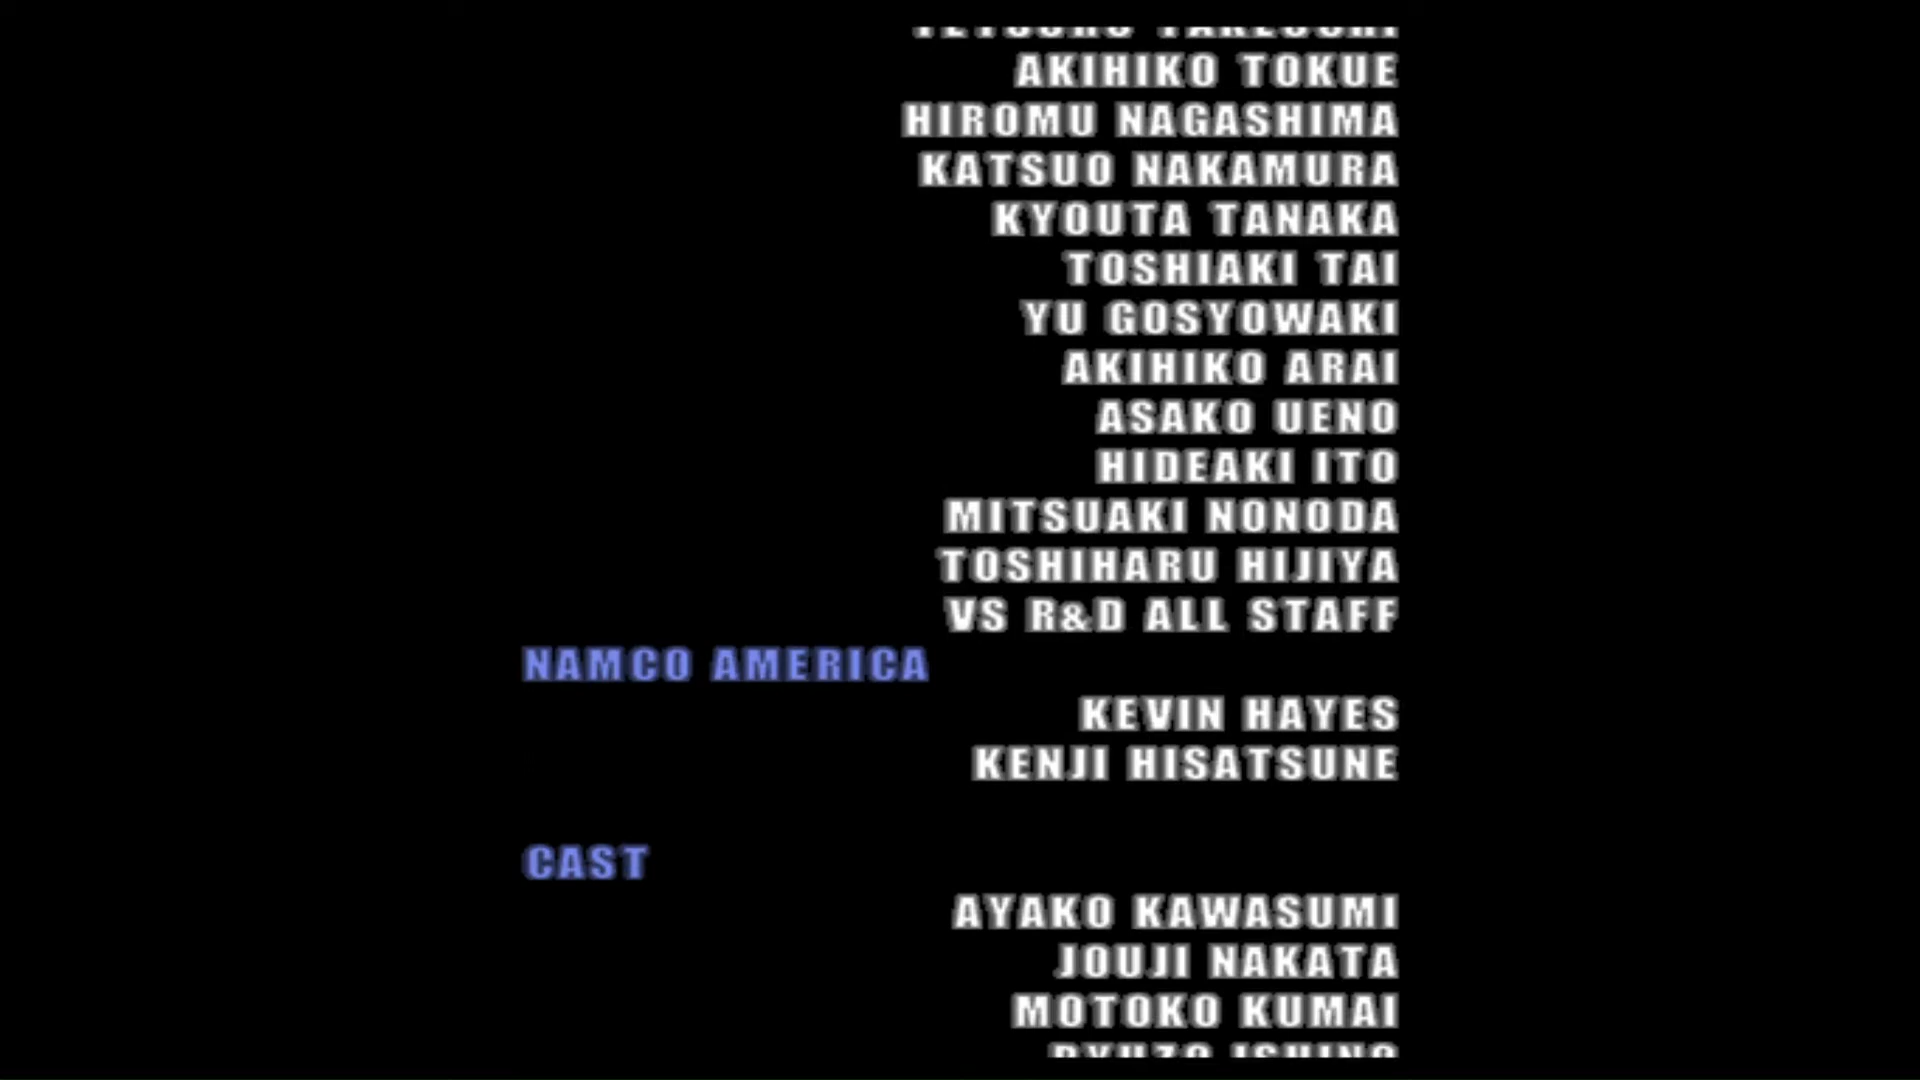 AKIHIKO TOKUE
HIROMU NAGASHIMA
KATSUO NAKAMURA
KYOUTA TANAKA
TOSHIAKI TAI
YU GOSYOWAKI
AKIHIKO ARAI
ASAKO UENO
HIDEAKI ITO
MITSUAKI NONODA
TOSHIHARU HIJIYA
VS R&D ALL STAFF
NAMCO AMERICA
KEVIN HAYES
KENJI HISATSUNE
CAST
AYAKO KAWASUMI
JOUJI NAKATA
MOTOKO KUMAI